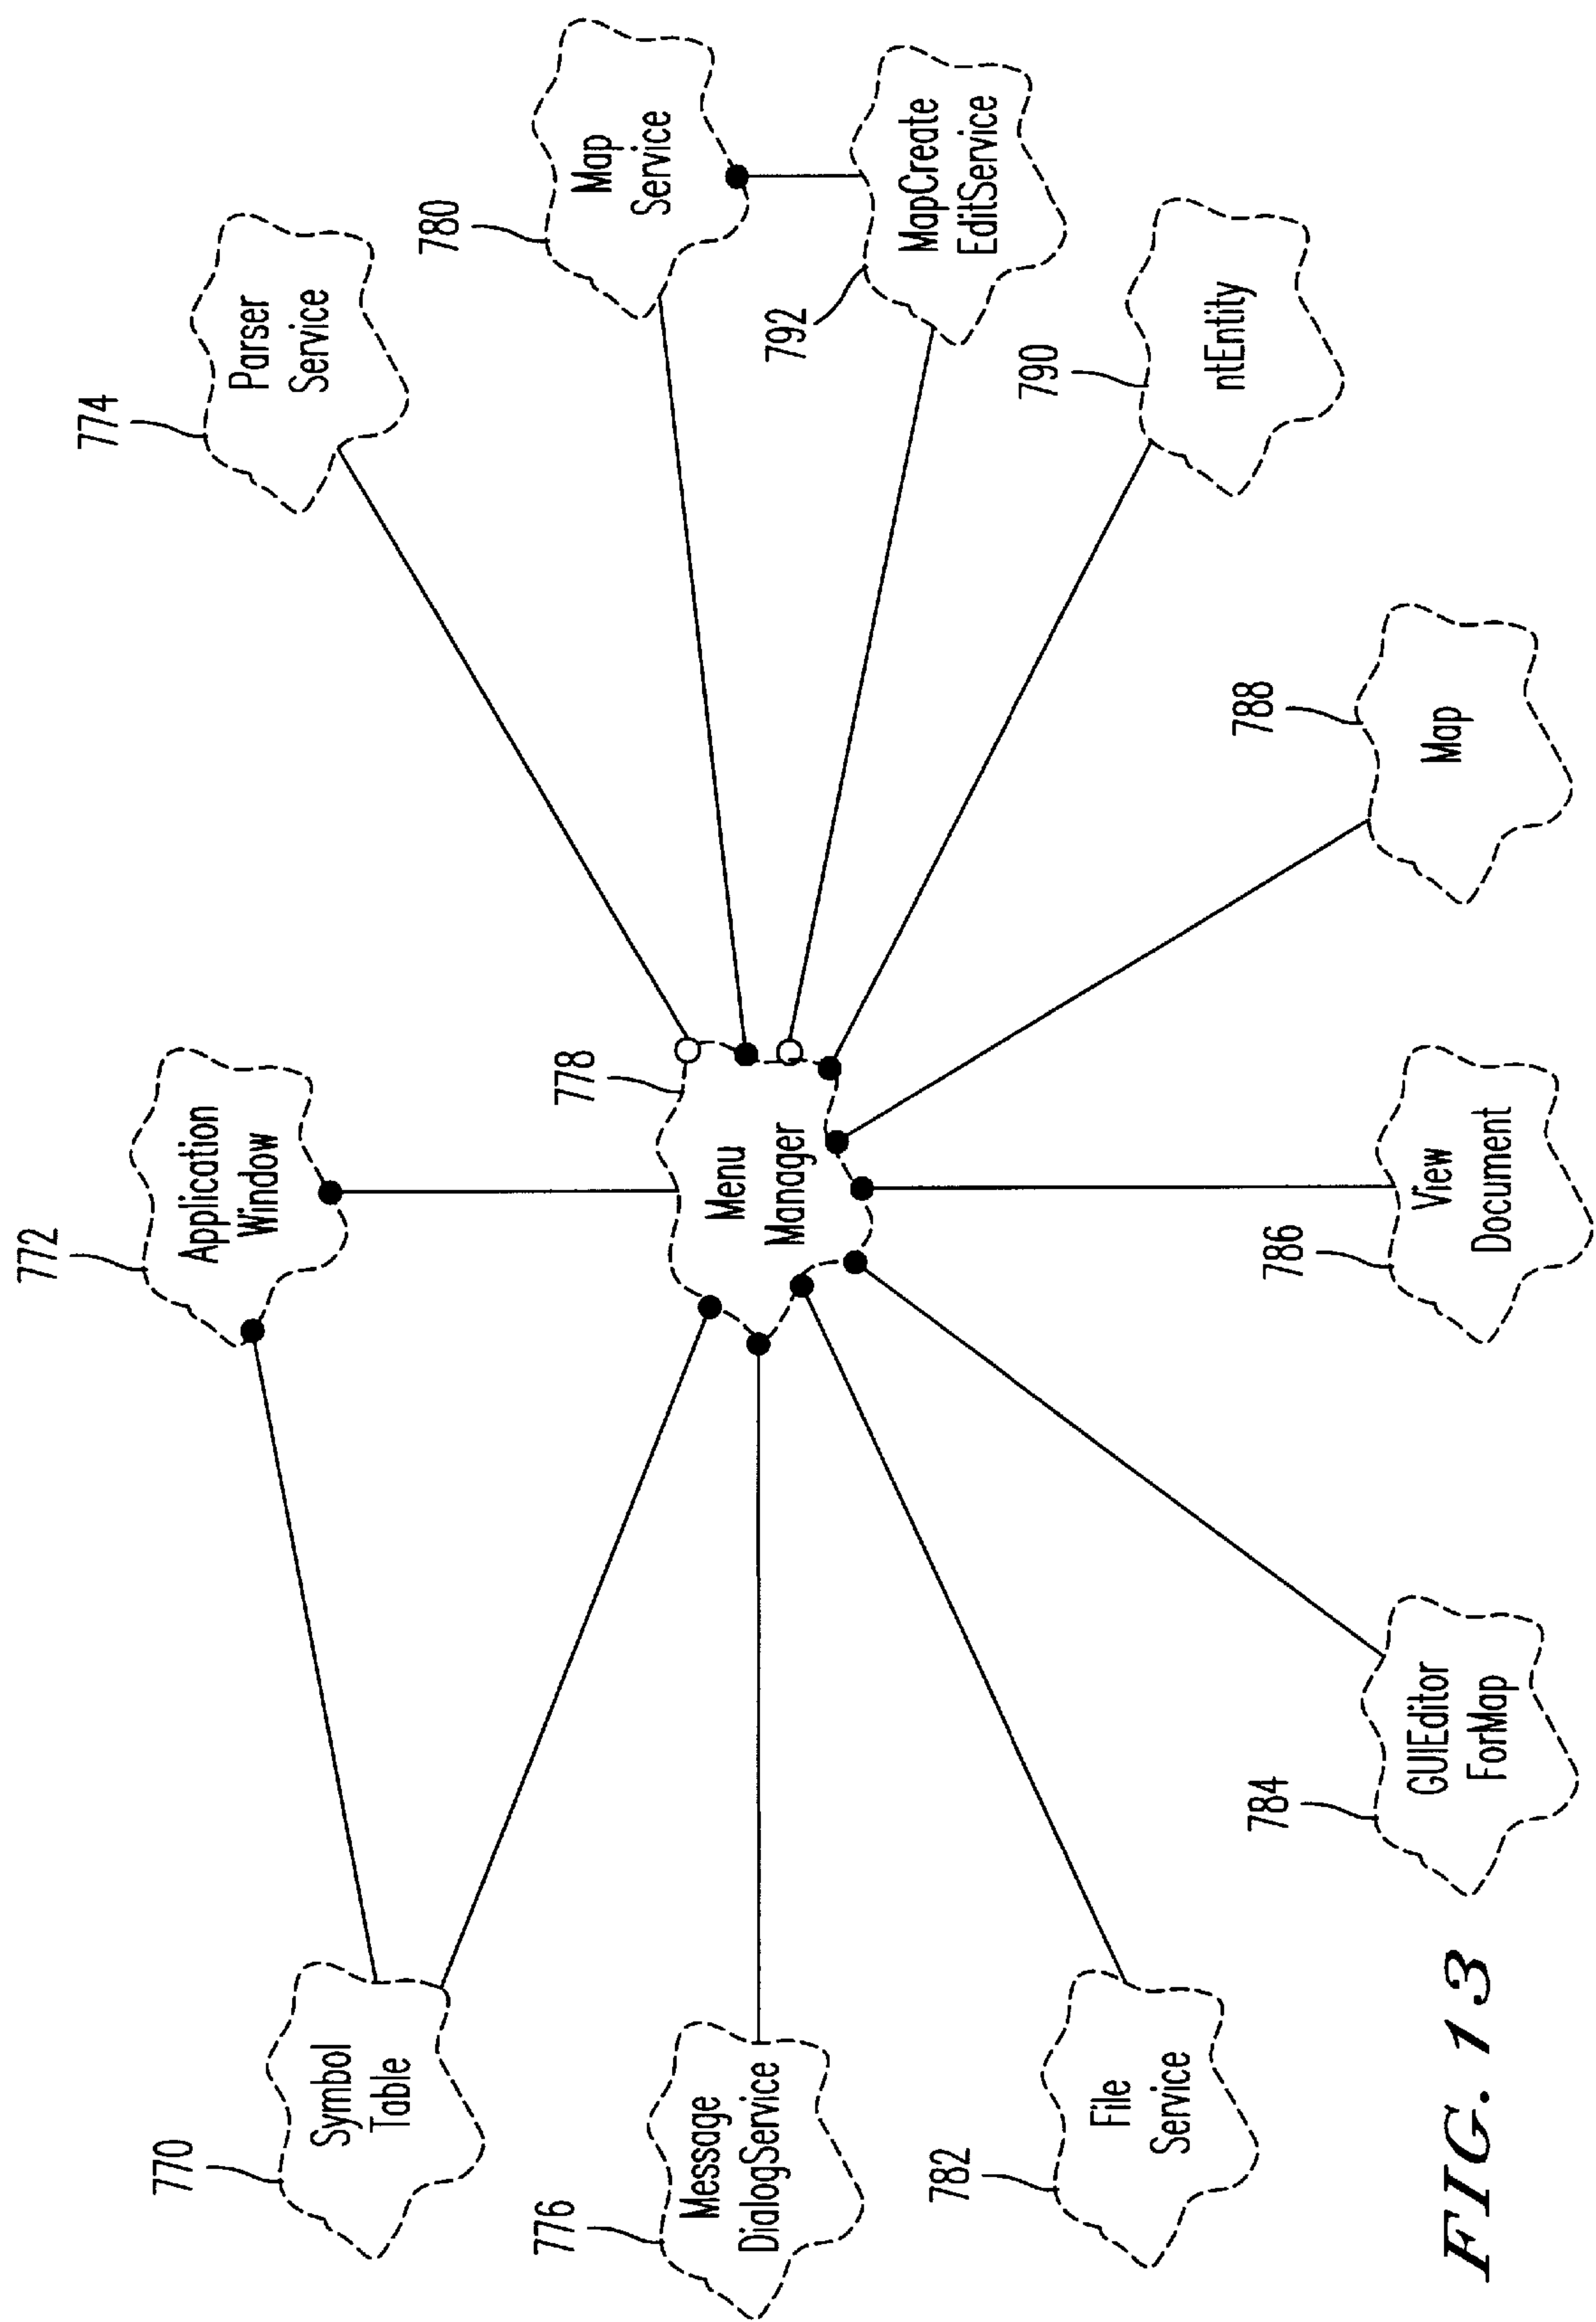 772
Application
Window
774
Parser
Service
770
Symbol
Table
780
Map
Service
776
Message
DialogService
778
Menu
Manager
792
MapCreate
EditService
782
File
Service
790
ntEntity
784
GUIEditor
ForMap
786
View
Document
788
Map
FIG. 13